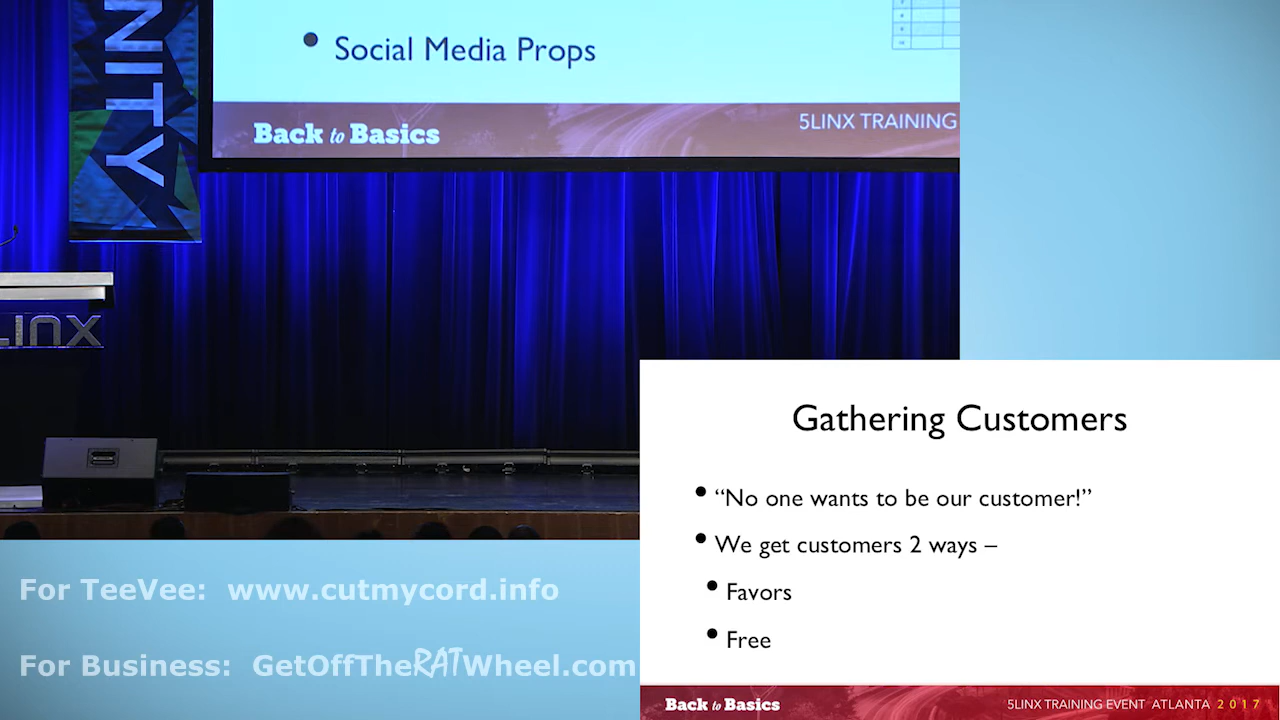 NITY
Social Media Props
Back to Basics
5LINX TRAINING
LINX
Gathering Customers
“No one wants to be our customer!”
We get customers 2 ways –
Favors
Free
For TeeVee: www.cutmycord.info
For Business: GetOffTheRATWheel.com
Back to Basics
5LINX TRAINING EVENT ATLANTA 2017